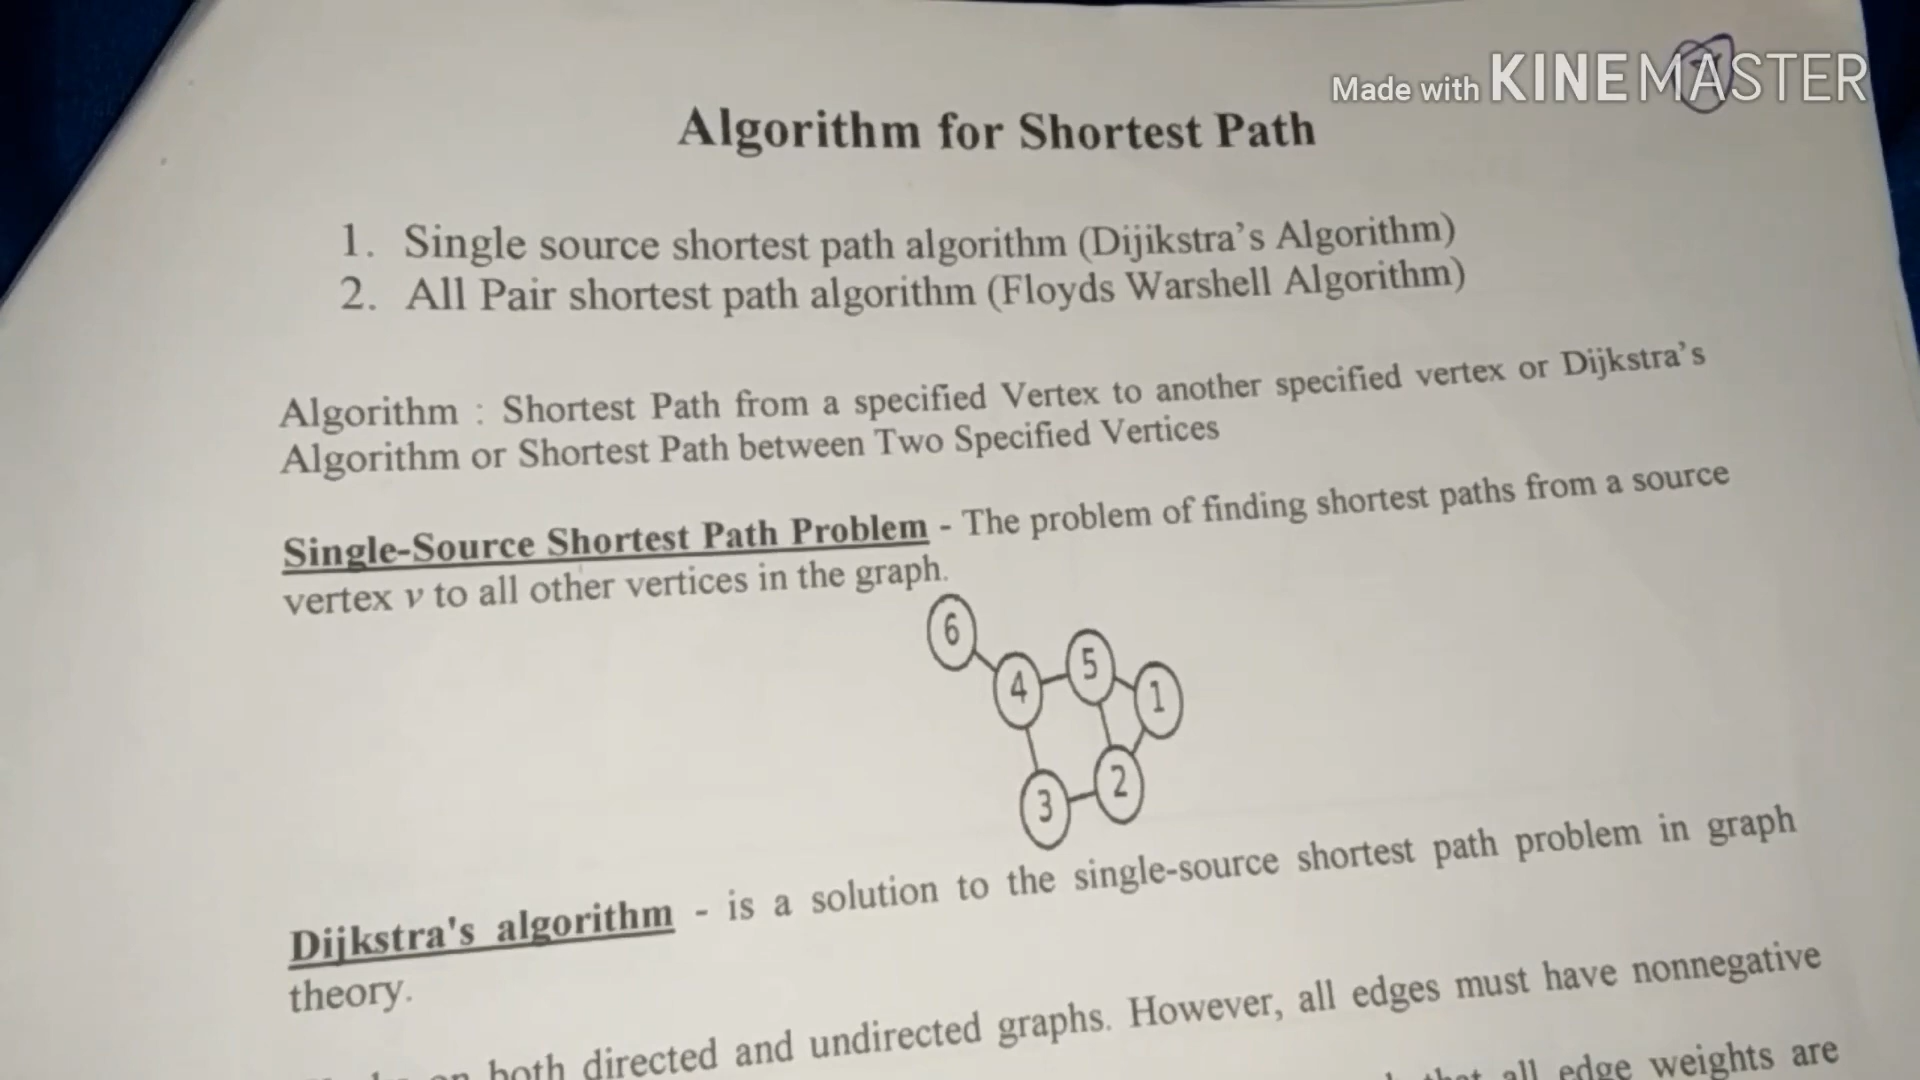 Made with KINEMASTER
Algorithm for Shortest Path
1. Single source shortest path algorithm (Dijikstra's Algorithm)
2. All Pair shortest path algorithm (Floyds Warshell Algorithm)
Algorithm : Shortest Path from a specified Vertex to another specified vertex or Dijkstra's
Algorithm or Shortest Path between Two Specified Vertices
Single-Source Shortest Path Problem - The problem of finding shortest paths from a source
vertex v to all other vertices in the graph.
6
5
4
1
2
3
Dijkstra's algorithm - is a solution to the single-source shortest path problem in graph
theory.
both directed and undirected graphs. However, all edges must have nonnegative
all edge weights are